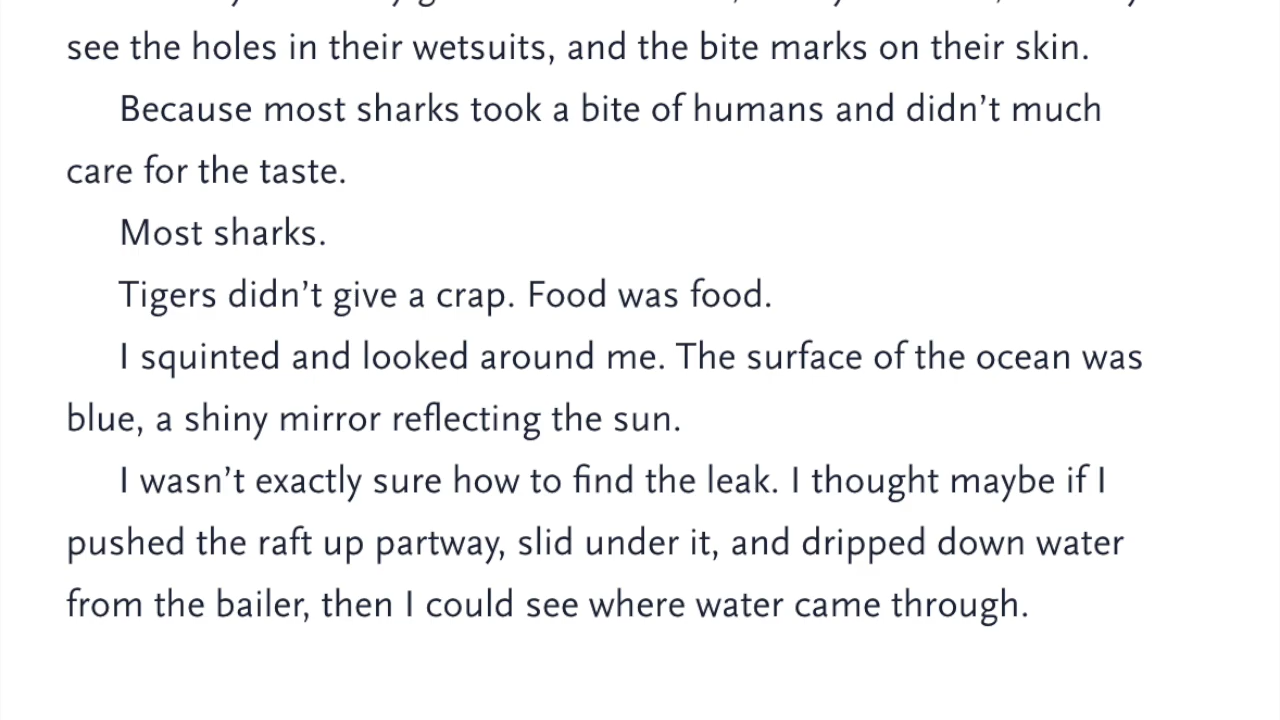 see the holes in their wetsuits, and the bite marks on their skin.
Because most sharks took a bite of humans and didn’t much
care for the taste.
Most sharks.
Tigers didn’t give a crap. Food was food.
I squinted and looked around me. The surface of the ocean was
blue, a shiny mirror reflecting the sun.
I wasn’t exactly sure how to find the leak. I thought maybe if I
pushed the raft up partway, slid under it, and dripped down water
from the bailer, then I could see where water came through.